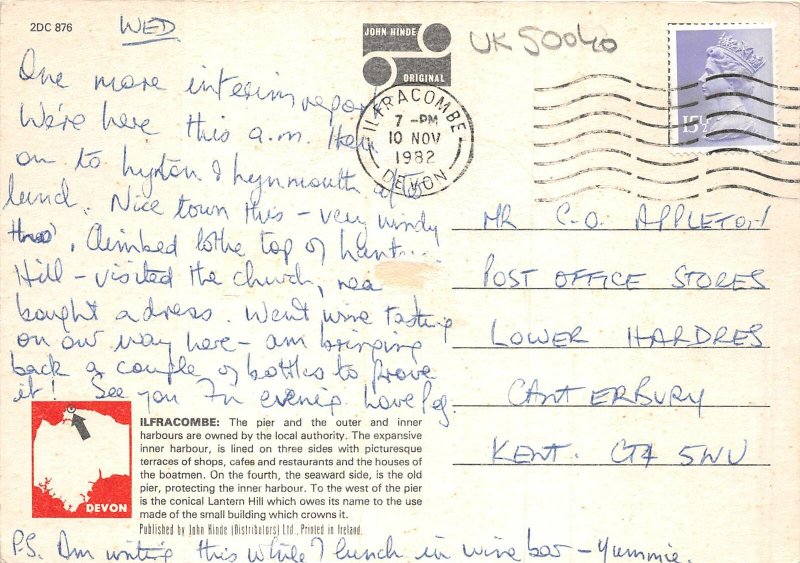 2DC 876
WED
JOHN HINDE
ORIGINAL
UK 50040
ILFRACOMBE
7 -PM
10 NOV
1982
DEVON
15½
One more interim report
We're here this a.m.
on to Lynton & Lynmouth after
lunch. Nice town this - very windy
tho'. Climbed to the top of
Hill - visited the church,
bought a dress. Went wine tasting
on our way here - am bringing
back a couple of bottles to prove
it! See you Fri evening. Love
MR C.O. APPLETON
POST OFFICE STORES
LOWER HARDRES
CANTERBURY
KENT. CT4 5NU
ILFRACOMBE: The pier and the outer and inner
harbours are owned by the local authority. The expansive
inner harbour, is lined on three sides with picturesque
terraces of shops, cafes and restaurants and the houses of
the boatmen. On the fourth, the seaward side, is the old
pier, protecting the inner harbour. To the west of the pier
is the conical Lantern Hill which owes its name to the use
made of the small building which crowns it.
DEVON
Published by John Hinde (Distributors) Ltd., Printed in Ireland.
P.S. Am writing this while I lunch in wine bar - Yummie.